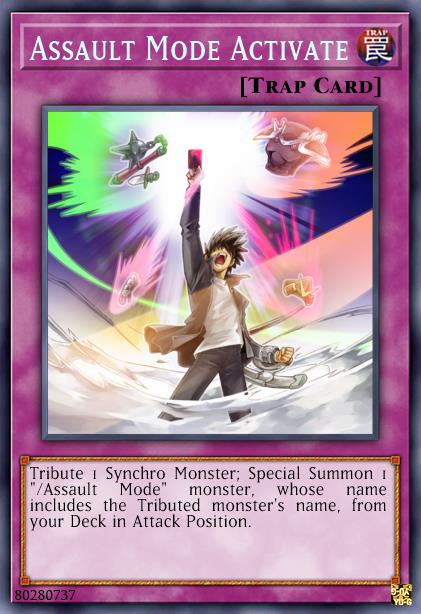 Assault Mode Activate
TRAP
罠
[Trap Card]
Tribute 1 Synchro Monster; Special Summon 1
"/Assault Mode" monster, whose name
includes the Tributed monster's name, from
your Deck in Attack Position.
80280737